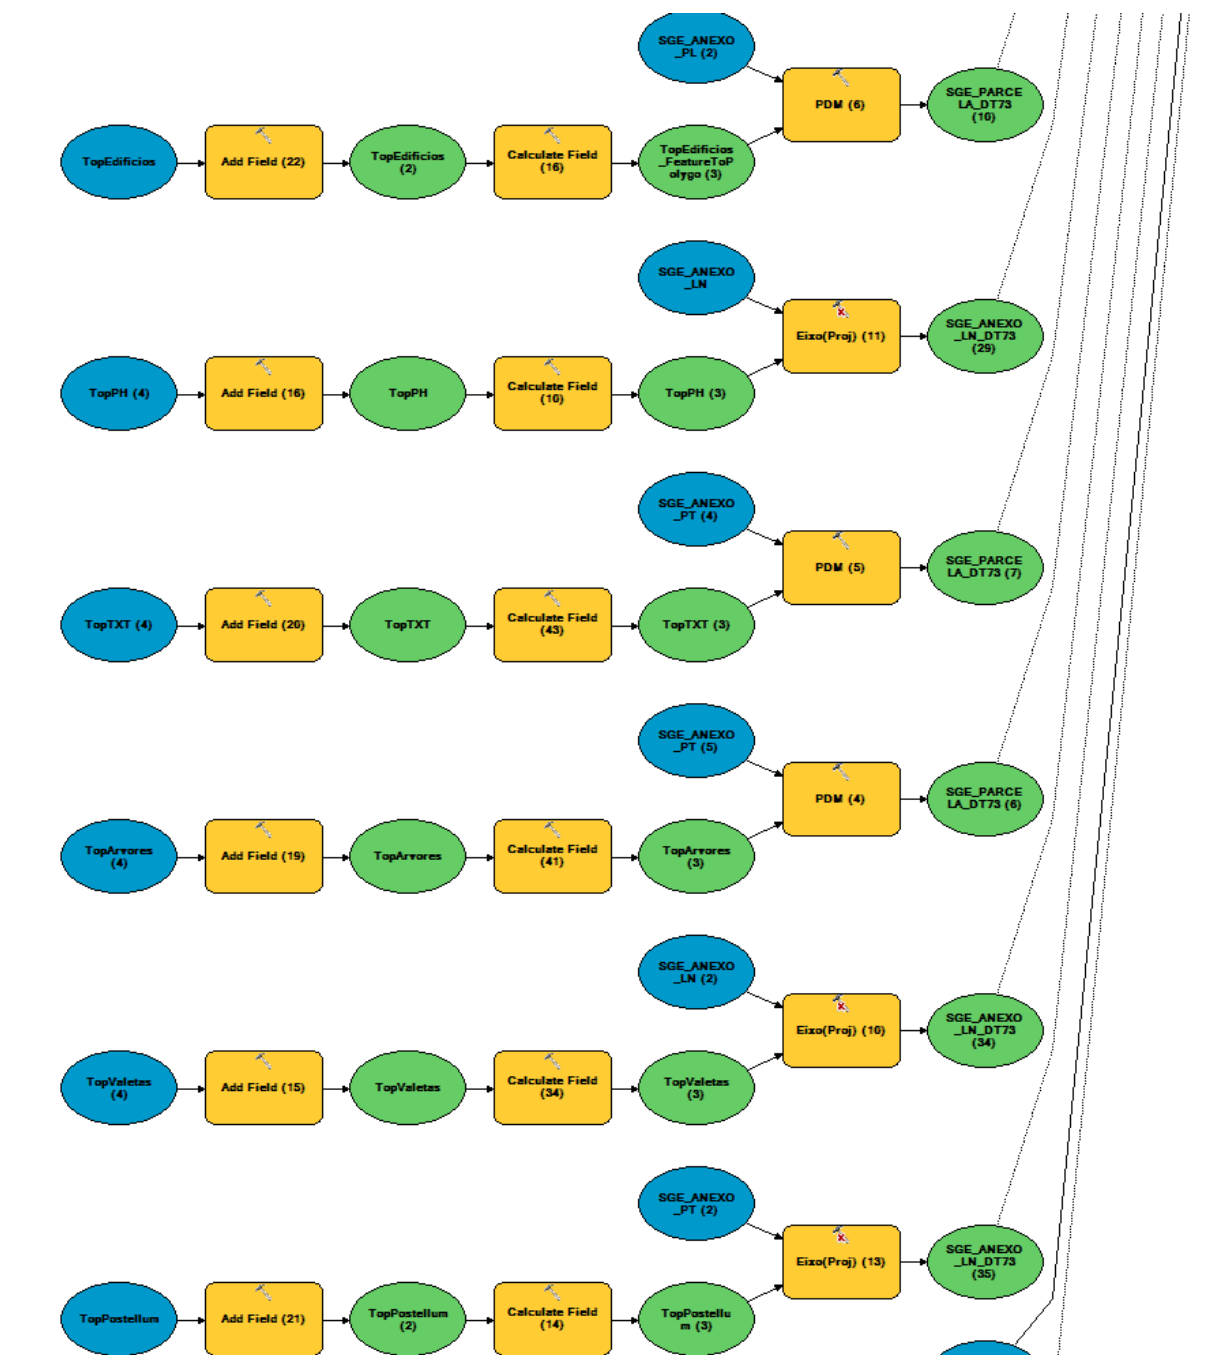 SGE_ANEXO
_PL (2)
PDM (6)
SGE_PARCE
LA_DT73
(10)
TopEdificios
Add Field (22)
TopEdificios
(2)
Calculate Field
(16)
TopEdificios
_FeatureToP
olygo (3)
SGE_ANEXO
_LN
Eixo(Proj) (11)
SGE_ANEXO
_LN_DT73
(29)
TopPH (4)
Add Field (16)
TopPH
Calculate Field
(10)
TopPH (3)
SGE_ANEXO
_PT (4)
PDM (5)
SGE_PARCE
LA_DT73 (7)
TopTXT (4)
Add Field (20)
TopTXT
Calculate Field
(43)
TopTXT (3)
SGE_ANEXO
_PT (5)
PDM (4)
SGE_PARCE
LA_DT73 (6)
TopArvores
(4)
Add Field (19)
TopArvores
Calculate Field
(41)
TopArvores
(3)
SGE_ANEXO
_LN (2)
Eixo(Proj) (10)
SGE_ANEXO
_LN_DT73
(34)
TopValetas
(4)
Add Field (15)
TopValetas
Calculate Field
(34)
TopValetas
(3)
SGE_ANEXO
_PT (2)
Eixo(Proj) (13)
SGE_ANEXO
_LN_DT73
(35)
TopPostellum
Add Field (21)
TopPostellum
(2)
Calculate Field
(14)
TopPostellu
m (3)